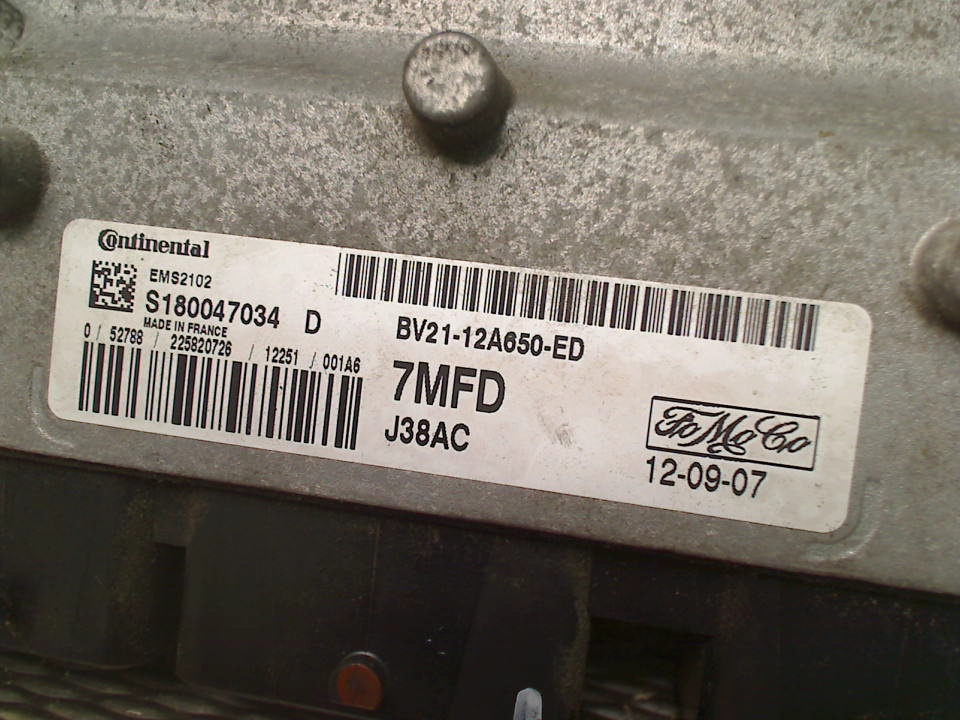 Continental
EMS2102
S180047034 D
MADE IN FRANCE
0 / 52788 / 225820726 / 12251 / 001A6
BV21-12A650-ED
7MFD
J38AC
FoMoCo
12-09-07